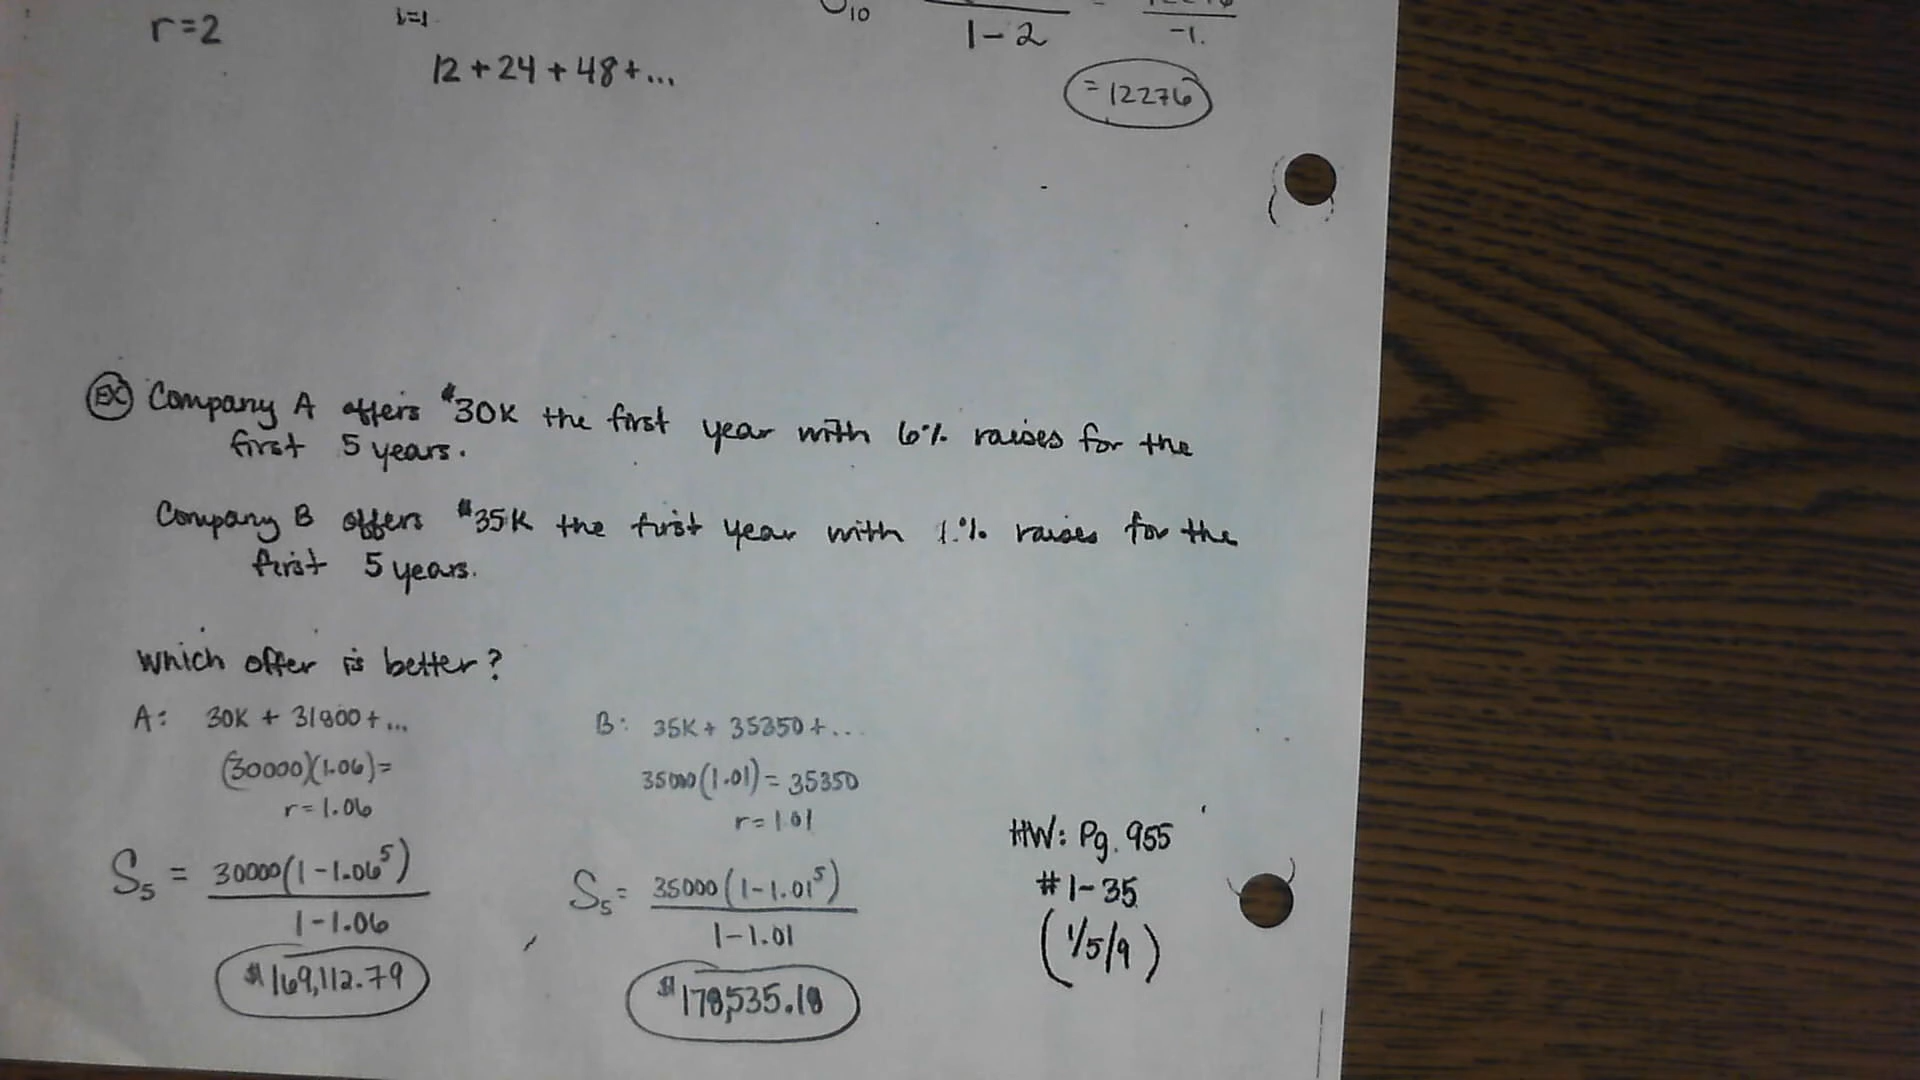 r=2
i=1
12+24+48+...
10
1-2
-1.
=12276
EX Company A offers $30K the first year with 6% raises for the
first 5 years.
Company B offers $35K the first year with 1% raises for the
first 5 years.
Which offer is better?
A: 30K + 31800+...
(30000)(1.06)=
r=1.06
S5 = 30000(1-1.06^5)
1-1.06
$169,112.79
B: 35K+ 35350+...
35000(1.01)=35350
r=1.01
S5= 35000(1-1.01^5)
1-1.01
$178,535.18
HW: Pg. 955
#1-35
(1/5/9)